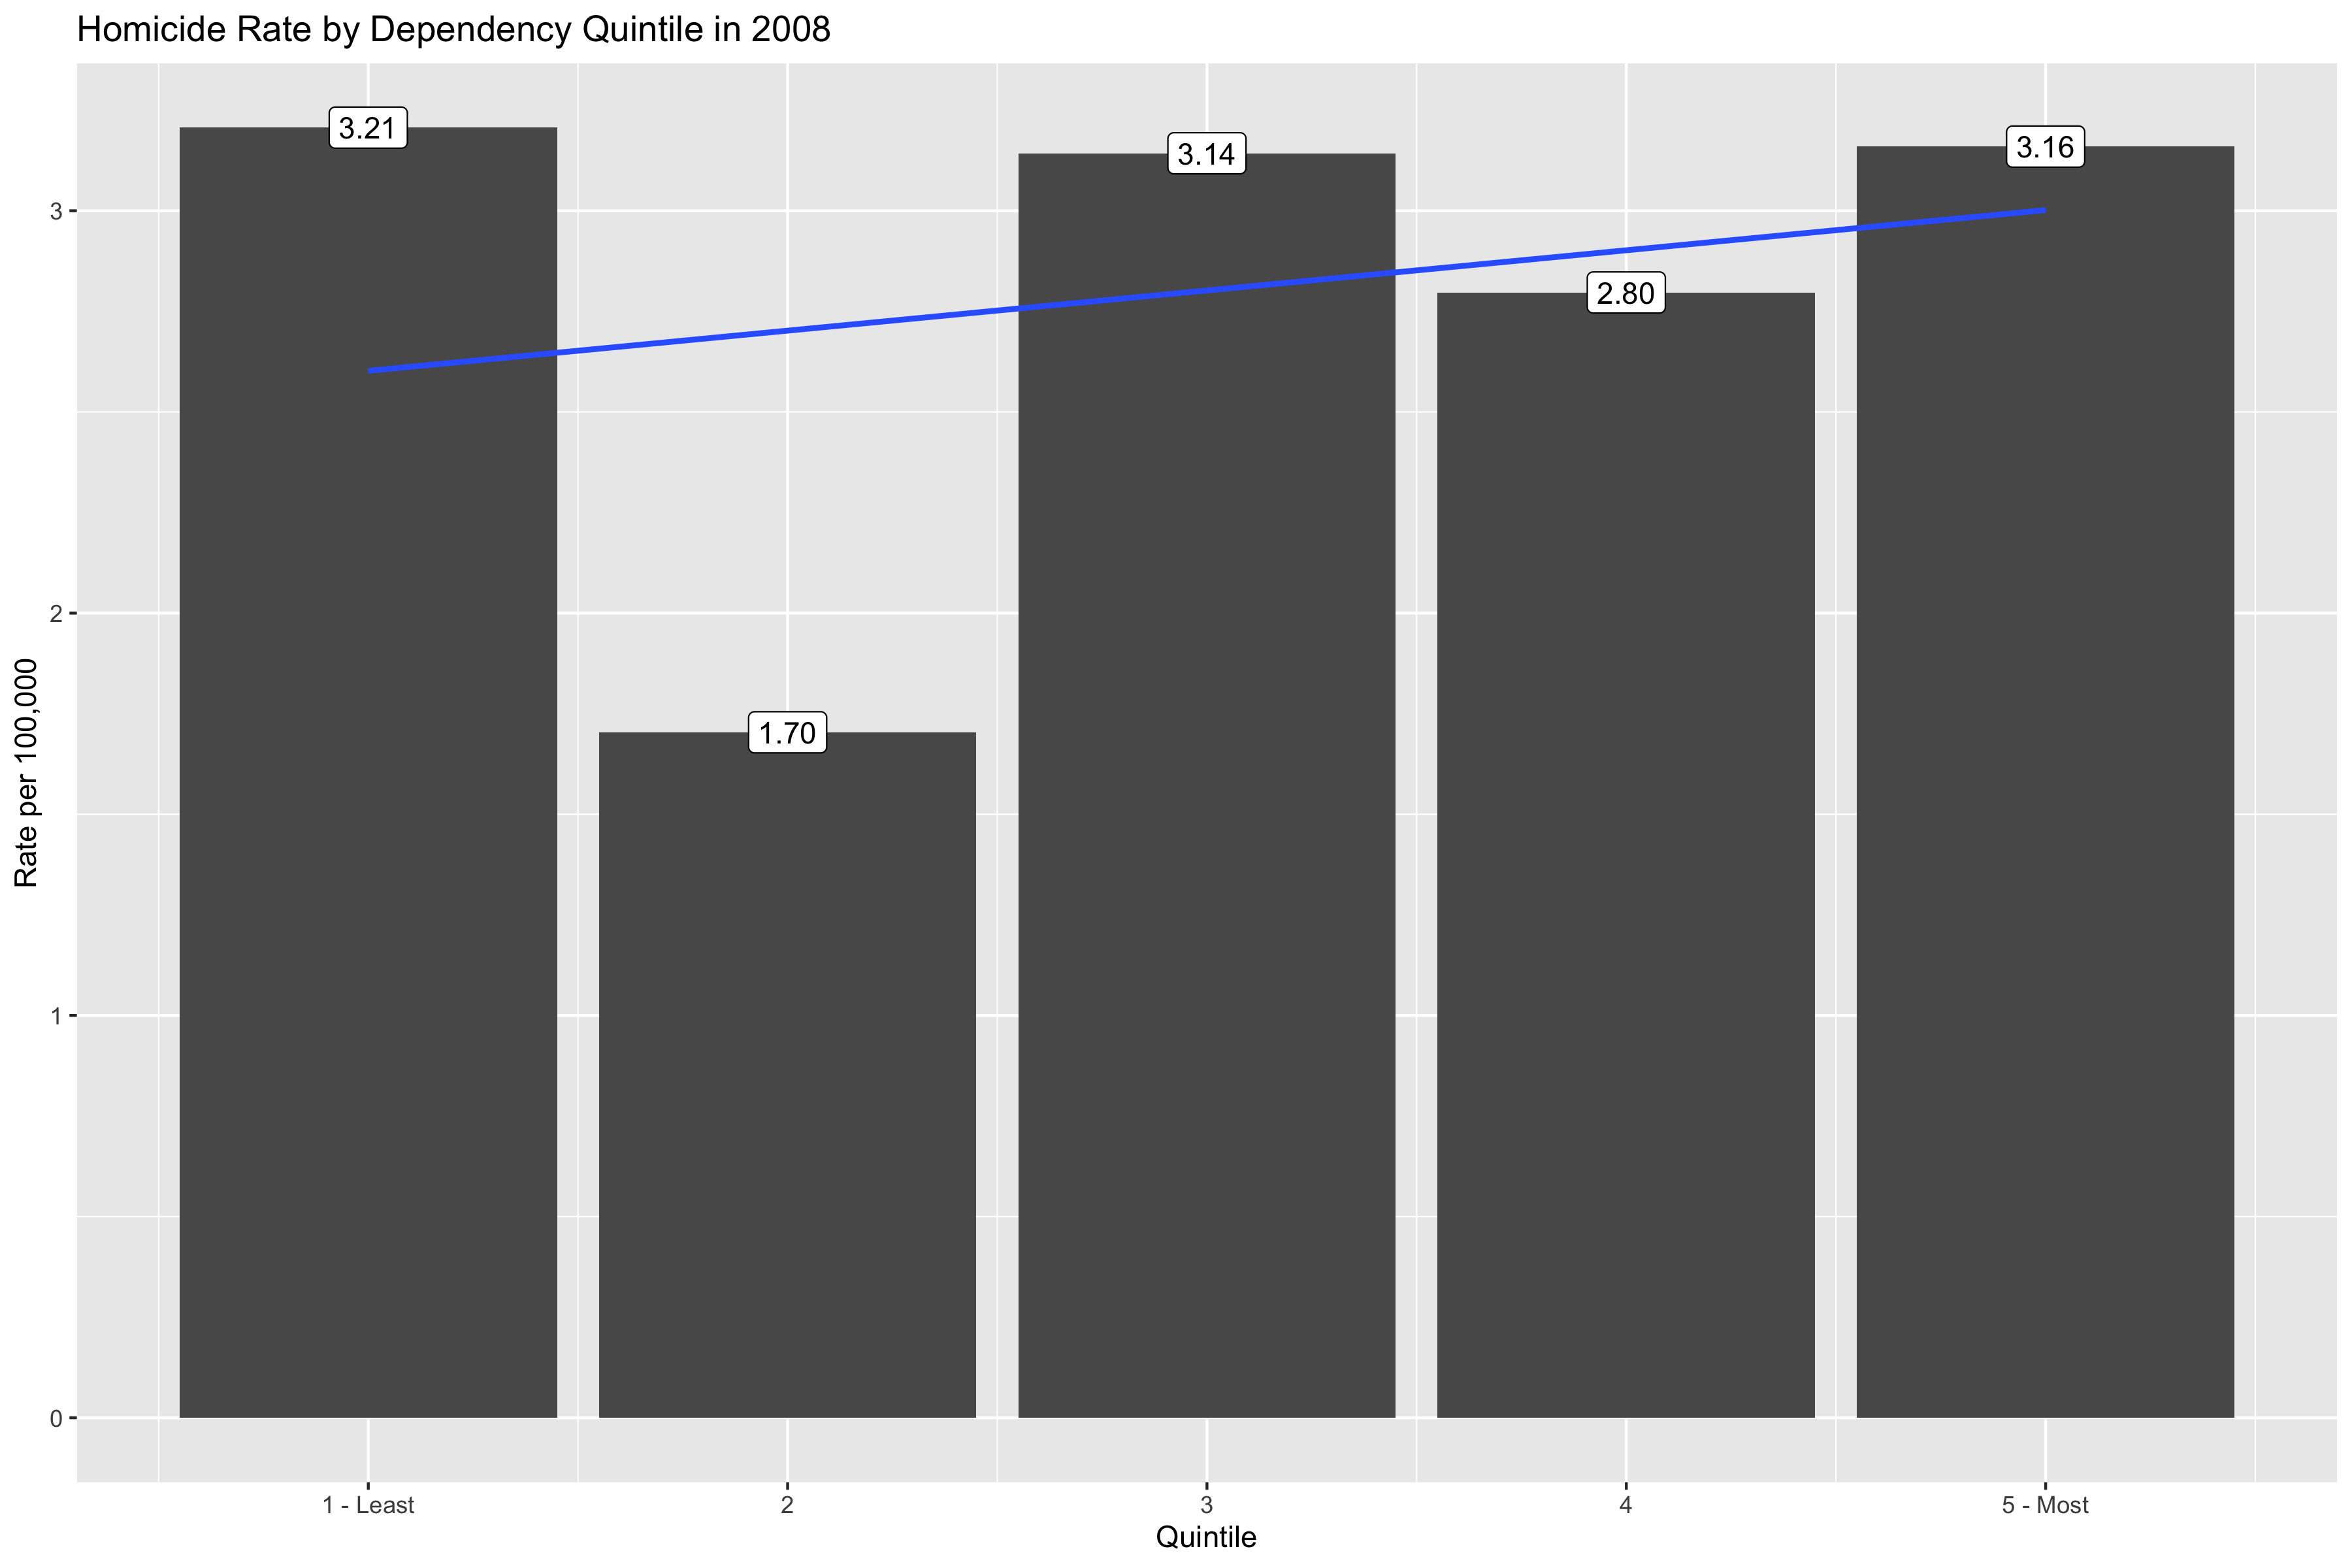 Homicide Rate by Dependency Quintile in 2008
3.21
3.14
3.16
2.80
1.70
3
2
1
0
Rate per 100,000
1 - Least
2
3
4
5 - Most
Quintile